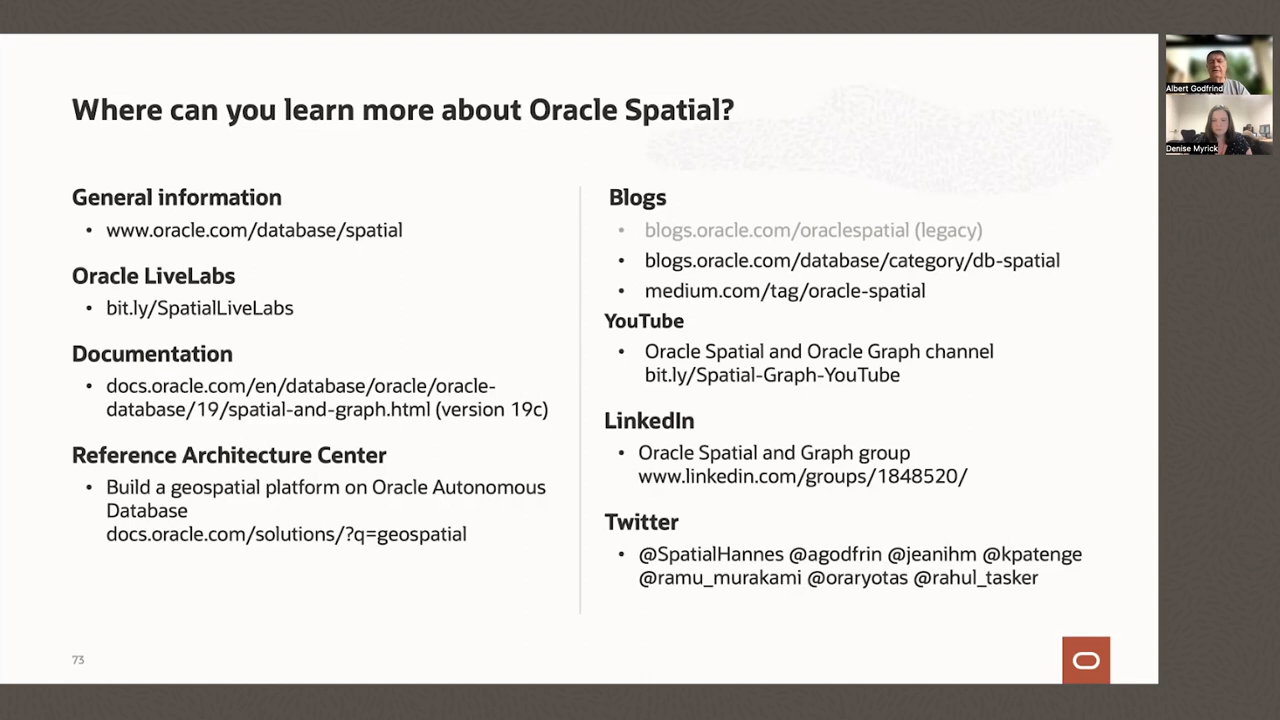 Where can you learn more about Oracle Spatial?
General information
• www.oracle.com/database/spatial
Oracle LiveLabs
• bit.ly/SpatialLiveLabs
Documentation
• docs.oracle.com/en/database/oracle/oracle-
database/19/spatial-and-graph.html (version 19c)
Reference Architecture Center
• Build a geospatial platform on Oracle Autonomous
Database
docs.oracle.com/solutions/?q=geospatial
Blogs
• blogs.oracle.com/oraclespatial (legacy)
• blogs.oracle.com/database/category/db-spatial
• medium.com/tag/oracle-spatial
YouTube
• Oracle Spatial and Oracle Graph channel
bit.ly/Spatial-Graph-YouTube
LinkedIn
• Oracle Spatial and Graph group
www.linkedin.com/groups/1848520/
Twitter
• @SpatialHannes @agodfrin @jeanihm @kpatenge
@ramu_murakami @oraryotas @rahul_tasker
73
Albert Godfrind
Denise Myrick